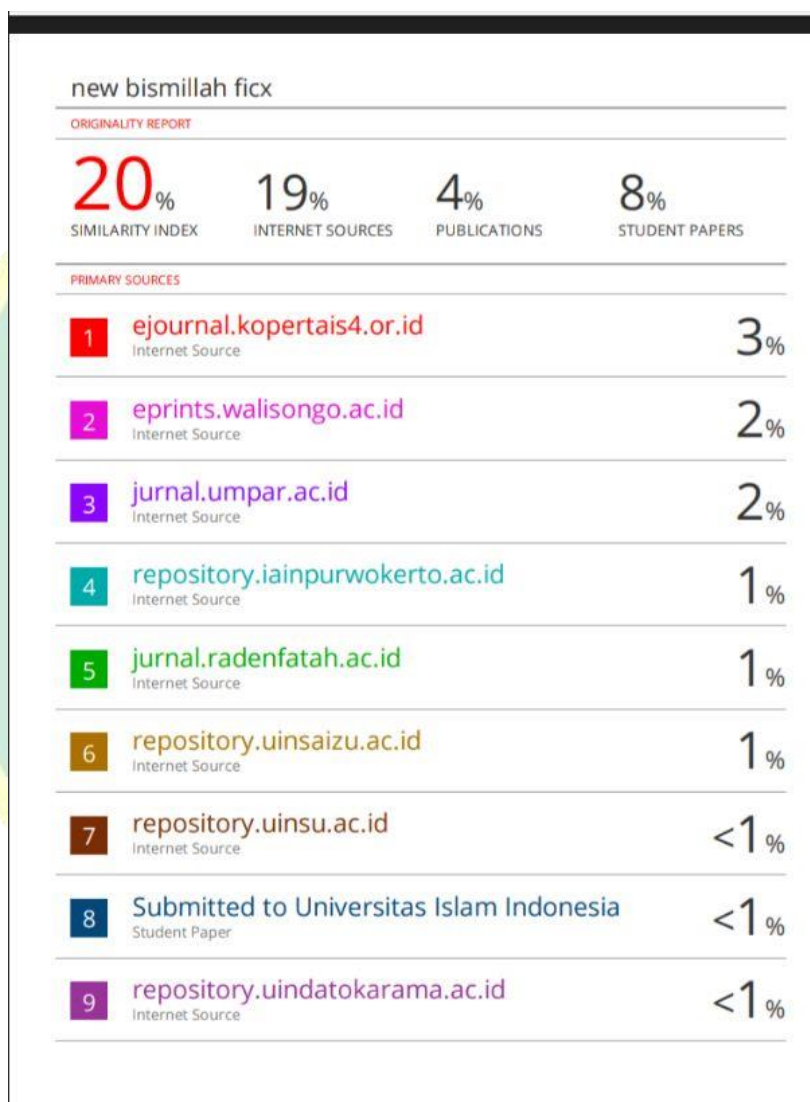 new bismillah ficx
ORIGINALITY REPORT
20%
SIMILARITY INDEX
19%
INTERNET SOURCES
4%
PUBLICATIONS
8%
STUDENT PAPERS
PRIMARY SOURCES
1 ejournal.kopertais4.or.id 3%
Internet Source
2 eprints.walisongo.ac.id 2%
Internet Source
3 jurnal.umpar.ac.id 2%
Internet Source
4 repository.iainpurwokerto.ac.id 1%
Internet Source
5 jurnal.radenfatah.ac.id 1%
Internet Source
6 repository.uinsaizu.ac.id 1%
Internet Source
7 repository.uinsu.ac.id <1%
Internet Source
8 Submitted to Universitas Islam Indonesia <1%
Student Paper
9 repository.uindatokarama.ac.id <1%
Internet Source